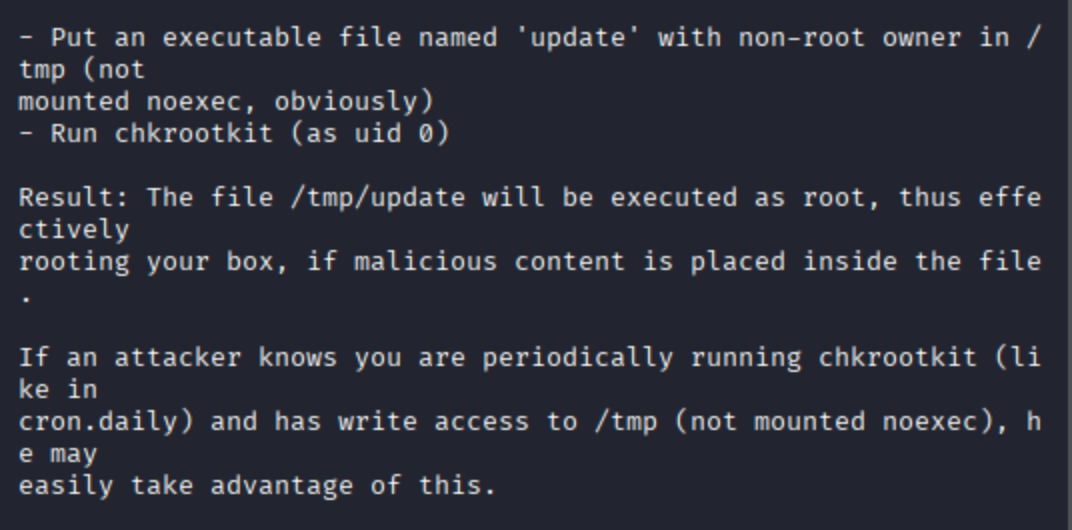 - Put an executable file named 'update' with non-root owner in /
tmp (not
mounted noexec, obviously)
- Run chkrootkit (as uid 0)
Result: The file /tmp/update will be executed as root, thus effe
ctively
rooting your box, if malicious content is placed inside the file
.
If an attacker knows you are periodically running chkrootkit (li
ke in
cron.daily) and has write access to /tmp (not mounted noexec), h
e may
easily take advantage of this.